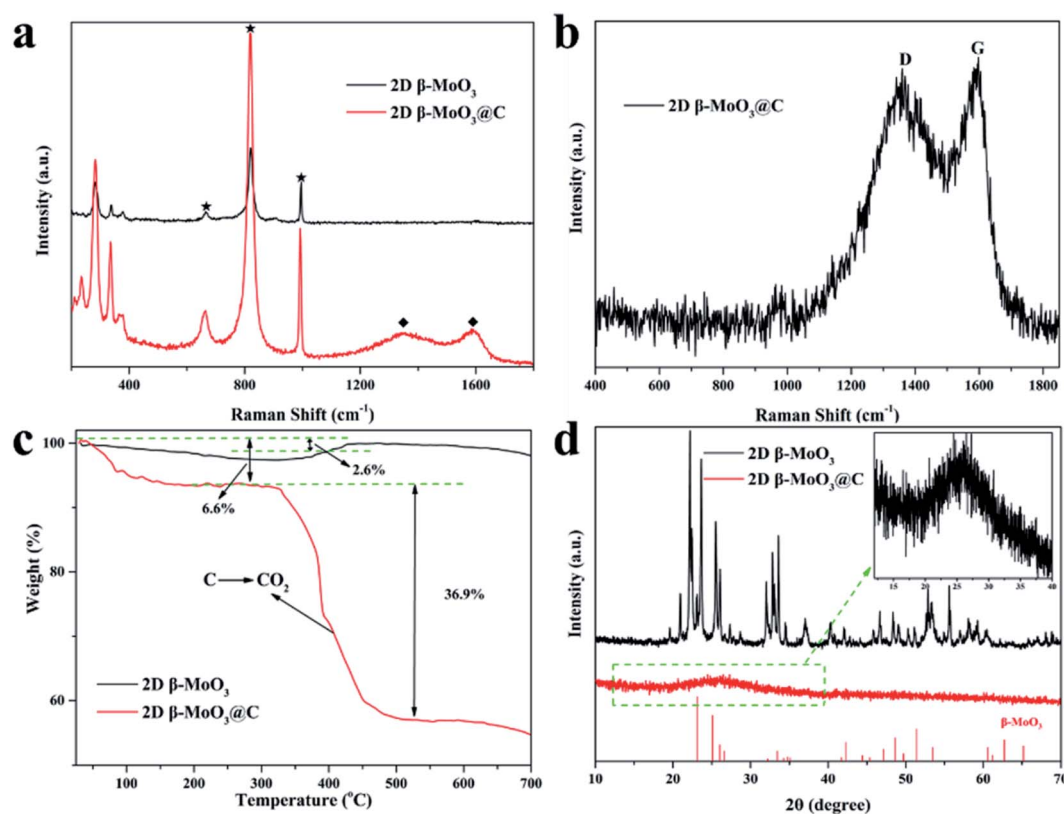 a
2D β-MoO₃
2D β-MoO₃@C
Intensity (a.u.)
400 800 1200 1600
Raman Shift (cm⁻¹)
b
D
G
2D β-MoO₃@C
Intensity (a.u.)
400 600 800 1000 1200 1400 1600 1800
Raman Shift (cm⁻¹)
c
100
80
60
Weight (%)
2.6%
6.6%
C
CO₂
36.9%
2D β-MoO₃
2D β-MoO₃@C
100 200 300 400 500 600 700
Temperature (°C)
d
2D β-MoO₃
2D β-MoO₃@C
15 20 25 30 35 40
Intensity (a.u.)
β-MoO₃
10 20 30 40 50 60 70
2θ (degree)